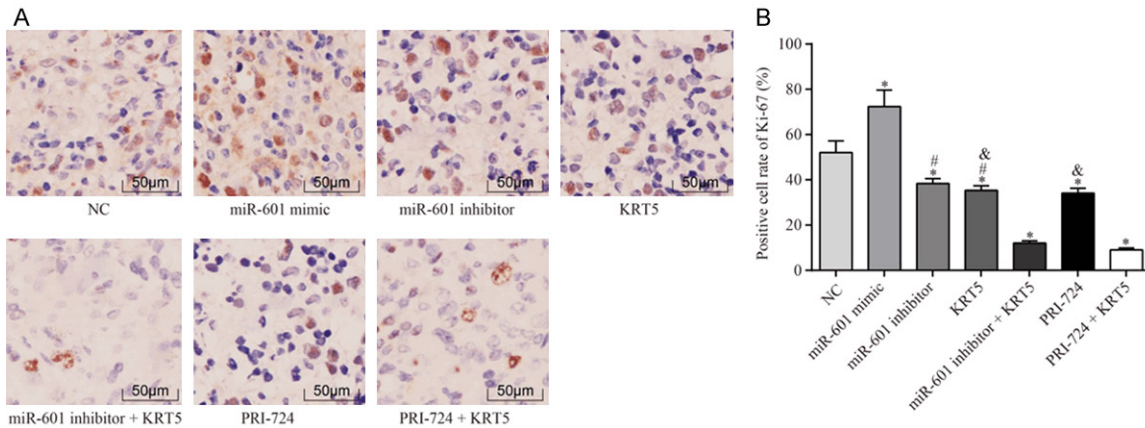 A
50μm
50μm
50μm
50μm
NC
miR-601 mimic
miR-601 inhibitor
KRT5
50μm
50μm
50μm
miR-601 inhibitor + KRT5
PRI-724
PRI-724 + KRT5
B
Positive cell rate of Ki-67 (%)
100
80
60
40
20
0
*
#
*
&
#
*
*
&
*
*
NC
miR-601 mimic
miR-601 inhibitor
KRT5
miR-601 inhibitor + KRT5
PRI-724
PRI-724 + KRT5